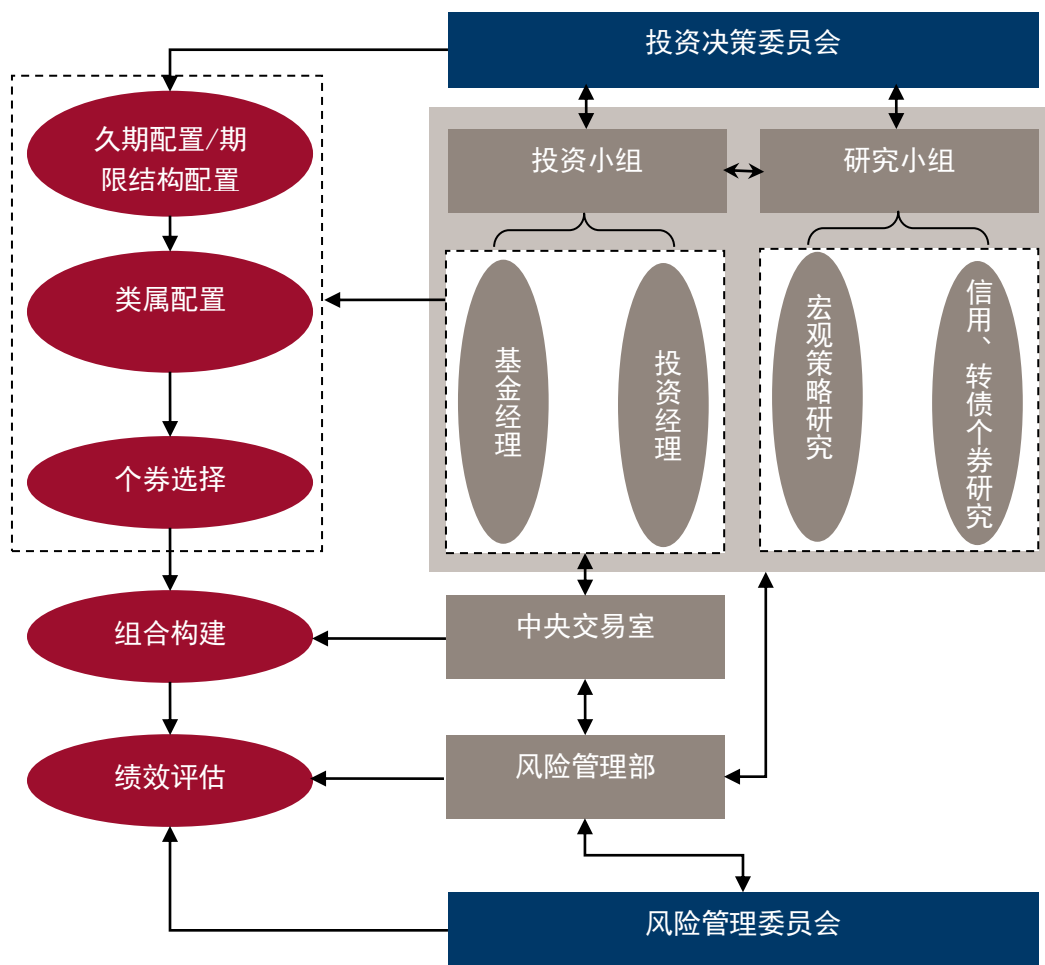 投资决策委员会
久期配置/期
限结构配置
投资小组
研究小组
类属配置
基金经理
投资经理
宏观策略研究
信用、转债个券研究
个券选择
组合构建
中央交易室
绩效评估
风险管理部
风险管理委员会